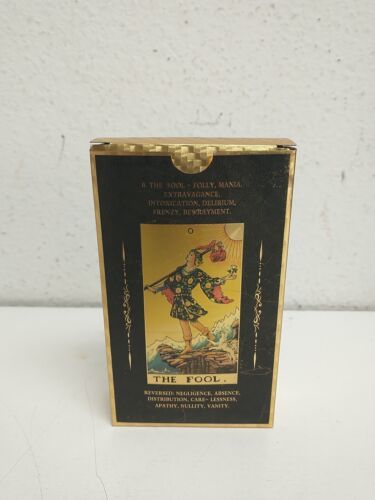 0. THE FOOL - FOLLY, MANIA,
EXTRAVAGANCE,
INTOXICATION, DELIRIUM,
FRENZY, BEWRAYMENT.
0
THE FOOL.
REVERSED: NEGLIGENCE, ABSENCE,
DISTRIBUTION, CARE- LESSNESS,
APATHY, NULLITY, VANITY.